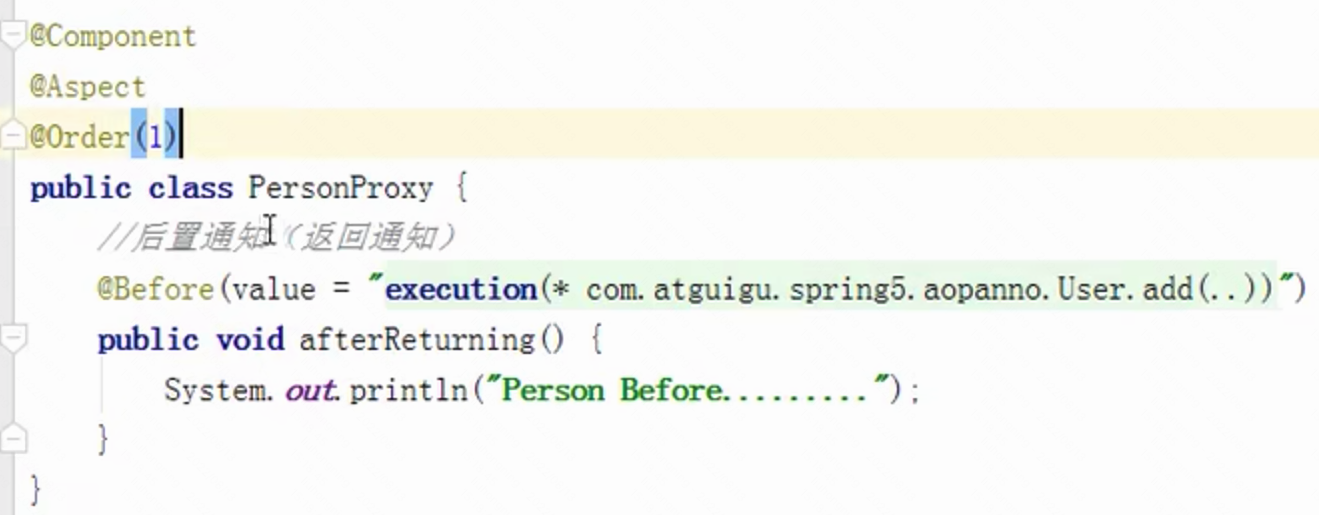 @Component
@Aspect
@Order(1)
public class PersonProxy {
//后置通知（返回通知）
@Before(value = "execution(* com.atguigu.spring5.aopanno.User.add(..))")
public void afterReturning() {
System.out.println("Person Before.........");
}
}